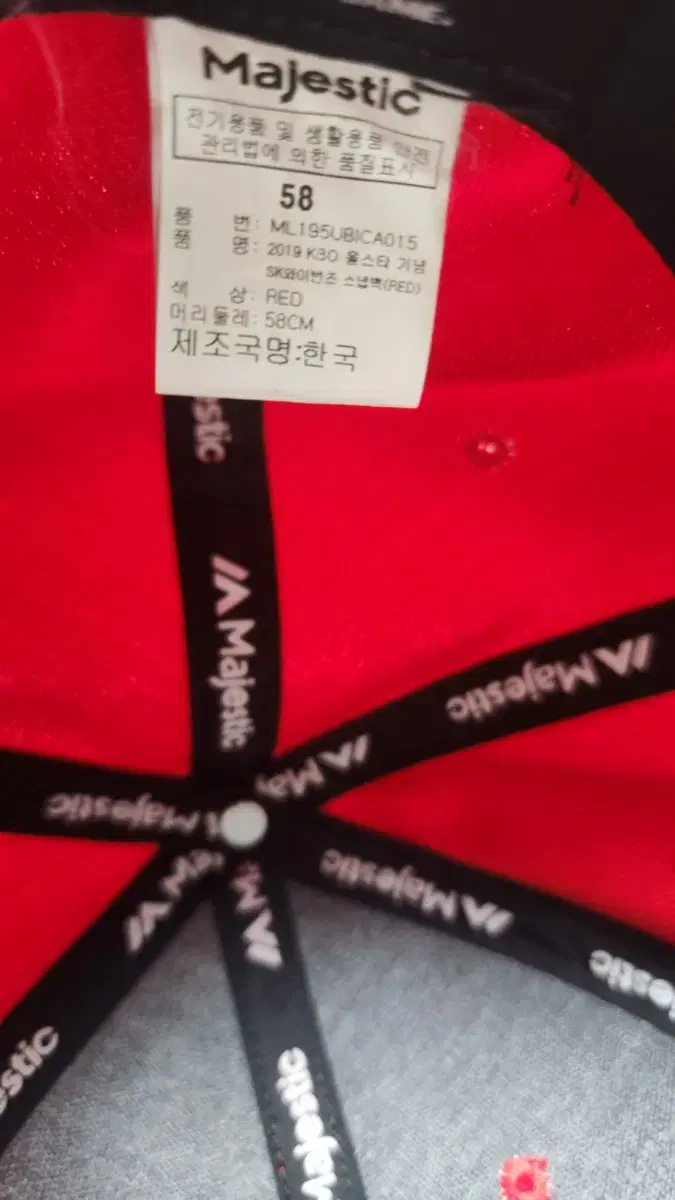 Majestic
전기용품 및 생활용품 안전
관리법에 의한 품질표시
58
품 번: ML195UBICA015
품 명: 2019 KBO 올스타 기념
SK와이번즈 스냅백(RED)
색 상: RED
머리둘레: 58CM
제조국명:한국
estic
Majestic
Majestic
Maj
Majestic
Majestic
Majestic
estic
Majestic